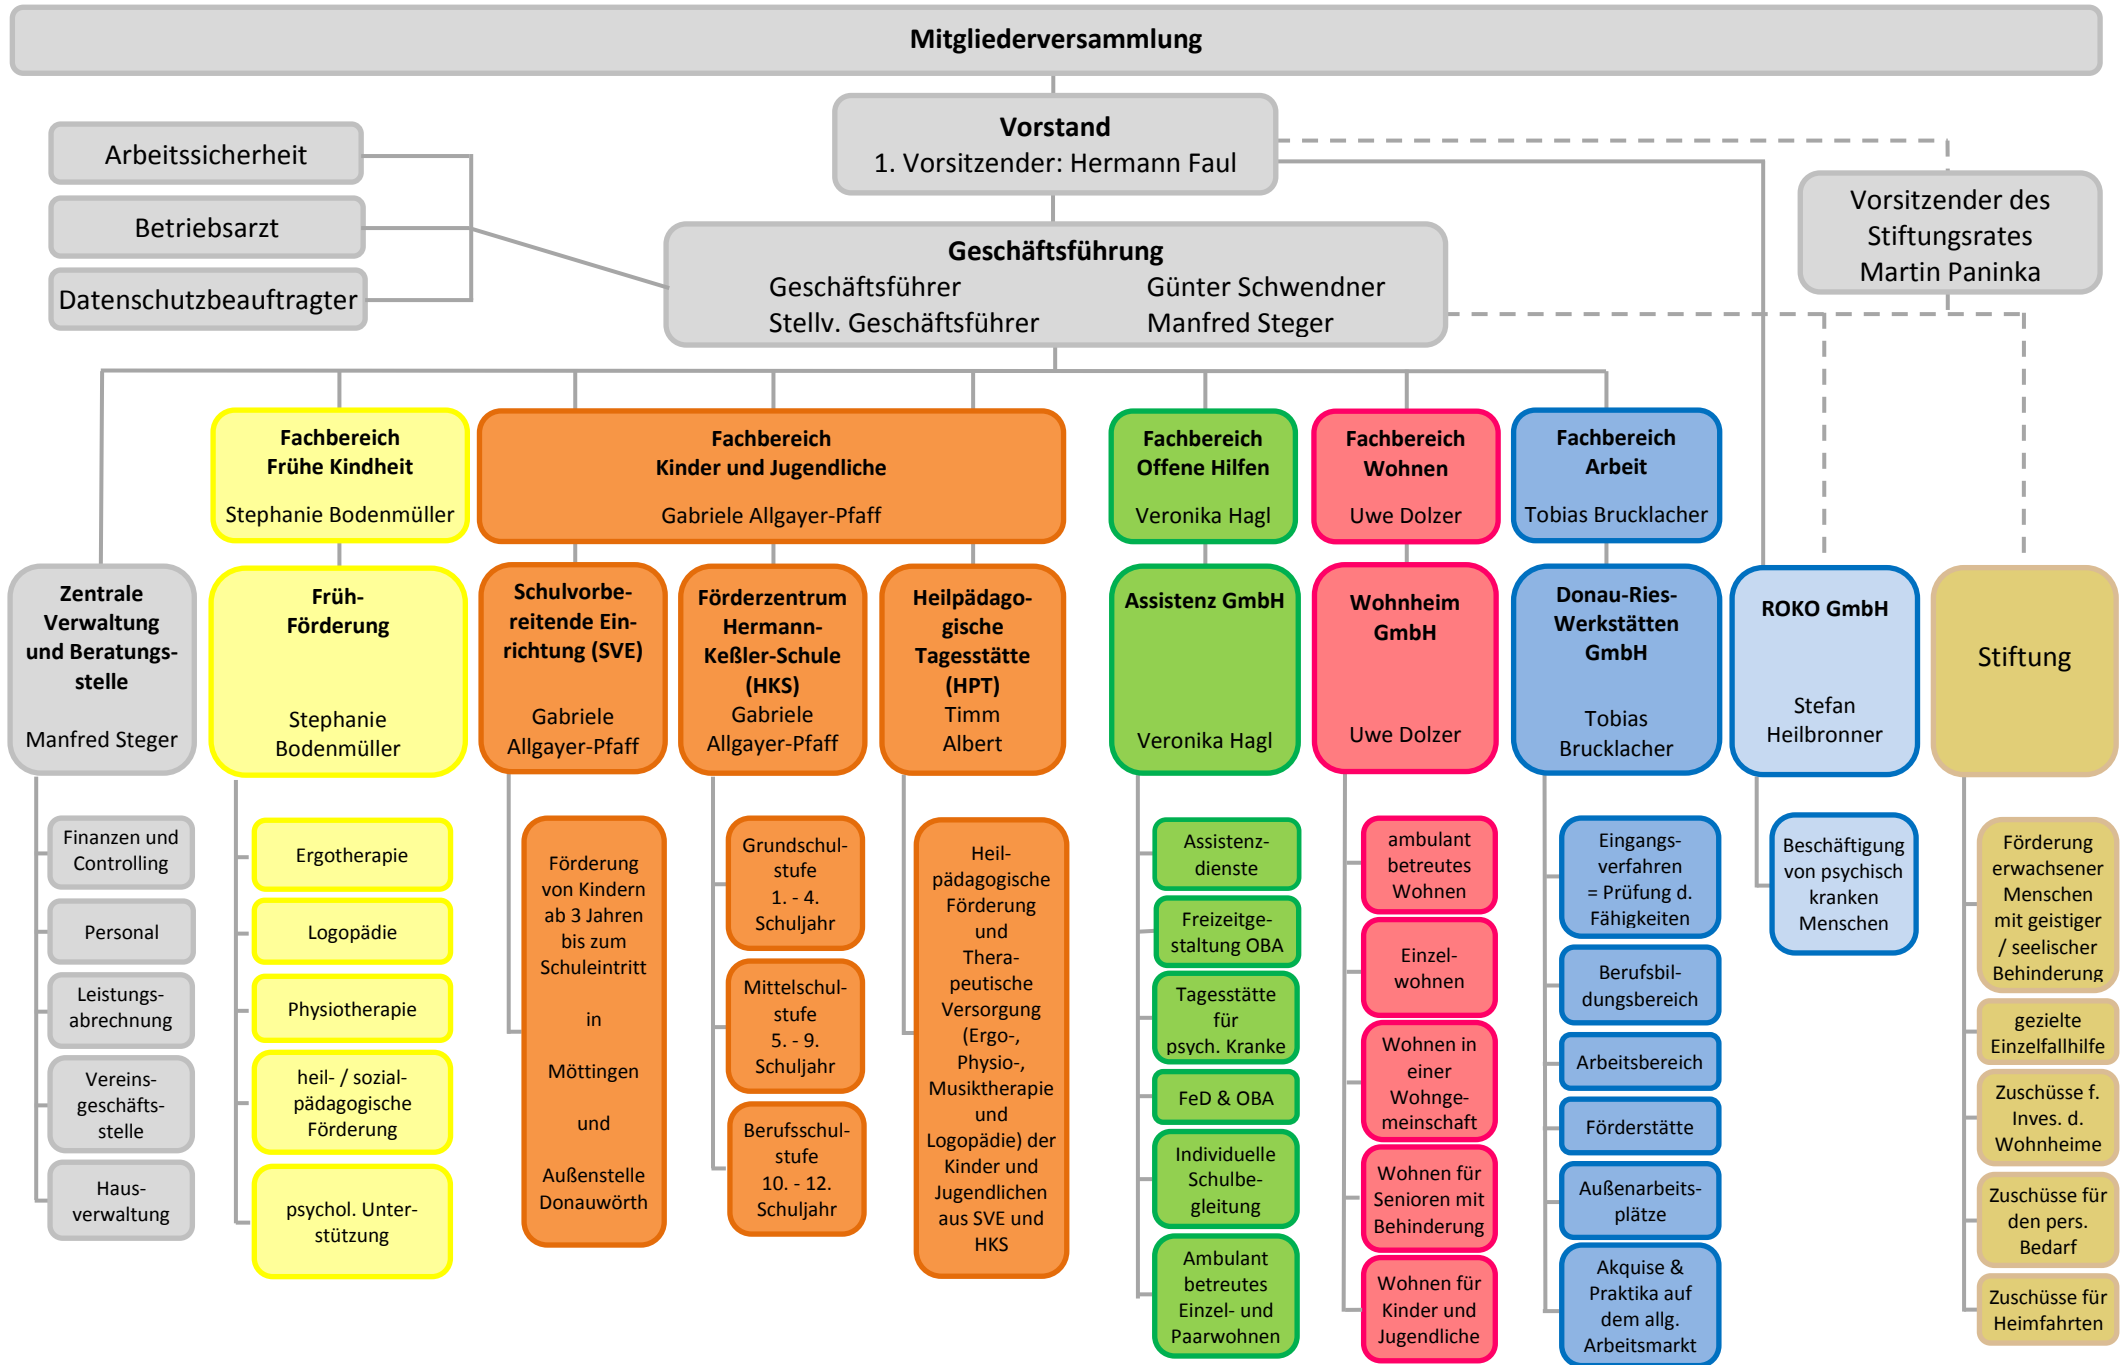 Mitgliederversammlung
Vorstand
1. Vorsitzender: Hermann Faul
Arbeitssicherheit
Betriebsarzt
Datenschutzbeauftragter
Vorsitzender des
Stiftungsrates
Martin Paninka
Geschäftsführung
Geschäftsführer Günter Schwendner
Stellv. Geschäftsführer Manfred Steger
Fachbereich
Frühe Kindheit
Stephanie Bodenmüller
Fachbereich
Kinder und Jugendliche
Gabriele Allgayer-Pfaff
Fachbereich
Offene Hilfen
Veronika Hagl
Fachbereich
Wohnen
Uwe Dolzer
Fachbereich
Arbeit
Tobias Brucklacher
Zentrale
Verwaltung
und Beratungs-
stelle
Manfred Steger
Finanzen und
Controlling
Personal
Leistungs-
abrechnung
Vereins-
geschäfts-
stelle
Haus-
verwaltung
Früh-
Förderung
Stephanie
Bodenmüller
Ergotherapie
Logopädie
Physiotherapie
heil- / sozial-
pädagogische
Förderung
psychol. Unter-
stützung
Schulvorbe-
reitende Ein-
richtung (SVE)
Gabriele
Allgayer-Pfaff
Förderung
von Kindern
ab 3 Jahren
bis zum
Schuleintritt
in
Möttingen
und
Außenstelle
Donauwörth
Förderzentrum
Hermann-
Keßler-Schule
(HKS)
Gabriele
Allgayer-Pfaff
Grundschul-
stufe
1. - 4.
Schuljahr
Mittelschul-
stufe
5. - 9.
Schuljahr
Berufsschul-
stufe
10. - 12.
Schuljahr
Heilpädago-
gische
Tagesstätte
(HPT)
Timm
Albert
Heil-
pädagogische
Förderung
und
Thera-
peutische
Versorgung
(Ergo-,
Physio-,
Musiktherapie
und
Logopädie) der
Kinder und
Jugendlichen
aus SVE und
HKS
Assistenz GmbH
Veronika Hagl
Assistenz-
dienste
Freizeitge-
staltung OBA
Tagesstätte
für
psych. Kranke
FeD & OBA
Individuelle
Schulbe-
gleitung
Ambulant
betreutes
Einzel- und
Paarwohnen
Wohnheim
GmbH
Uwe Dolzer
ambulant
betreutes
Wohnen
Einzel-
wohnen
Wohnen in
einer
Wohnge-
meinschaft
Wohnen für
Senioren mit
Behinderung
Wohnen für
Kinder und
Jugendliche
Donau-Ries-
Werkstätten
GmbH
Tobias
Brucklacher
Eingangs-
verfahren
= Prüfung d.
Fähigkeiten
Berufsbil-
dungsbereich
Arbeitsbereich
Förderstätte
Außenarbeits-
plätze
Akquise &
Praktika auf
dem allg.
Arbeitsmarkt
ROKO GmbH
Stefan
Heilbronner
Beschäftigung
von psychisch
kranken
Menschen
Stiftung
Förderung
erwachsener
Menschen
mit geistiger
/ seelischer
Behinderung
gezielte
Einzelfallhilfe
Zuschüsse f.
Inves. d.
Wohnheime
Zuschüsse für
den pers.
Bedarf
Zuschüsse für
Heimfahrten